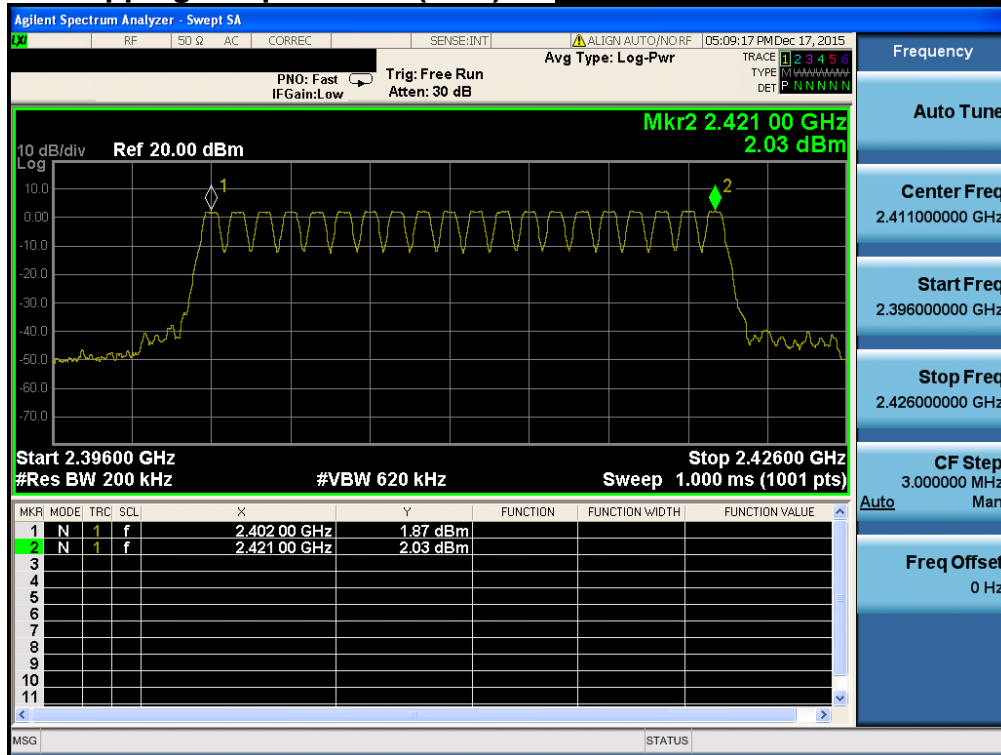 Agilent Spectrum Analyzer - Swept SA
LXI RF 50 Ω AC CORREC SENSE:INT ALIGN AUTO/NO RF 05:09:17 PM Dec 17, 2015
Frequency
Avg Type: Log-Pwr
TRACE 1 2 3 4 5 6
TYPE M
DET P N N N N N
PNO: Fast
IFGain:Low
Trig: Free Run
Atten: 30 dB
Auto Tune
Mkr2 2.421 00 GHz
2.03 dBm
10 dB/div Ref 20.00 dBm
Log
10.0
0.00
-10.0
-20.0
-30.0
-40.0
-50.0
-60.0
-70.0
1
2
Center Freq
2.411000000 GHz
Start Freq
2.396000000 GHz
Stop Freq
2.426000000 GHz
Start 2.39600 GHz Stop 2.42600 GHz
#Res BW 200 kHz #VBW 620 kHz Sweep 1.000 ms (1001 pts)
CF Step
3.000000 MHz
Auto Man
MKR MODE TRC SCL X Y FUNCTION FUNCTION WIDTH FUNCTION VALUE
1 N 1 f 2.402 00 GHz 1.87 dBm
2 N 1 f 2.421 00 GHz 2.03 dBm
3
4
5
6
7
8
9
10
11
Freq Offset
0 Hz
MSG STATUS